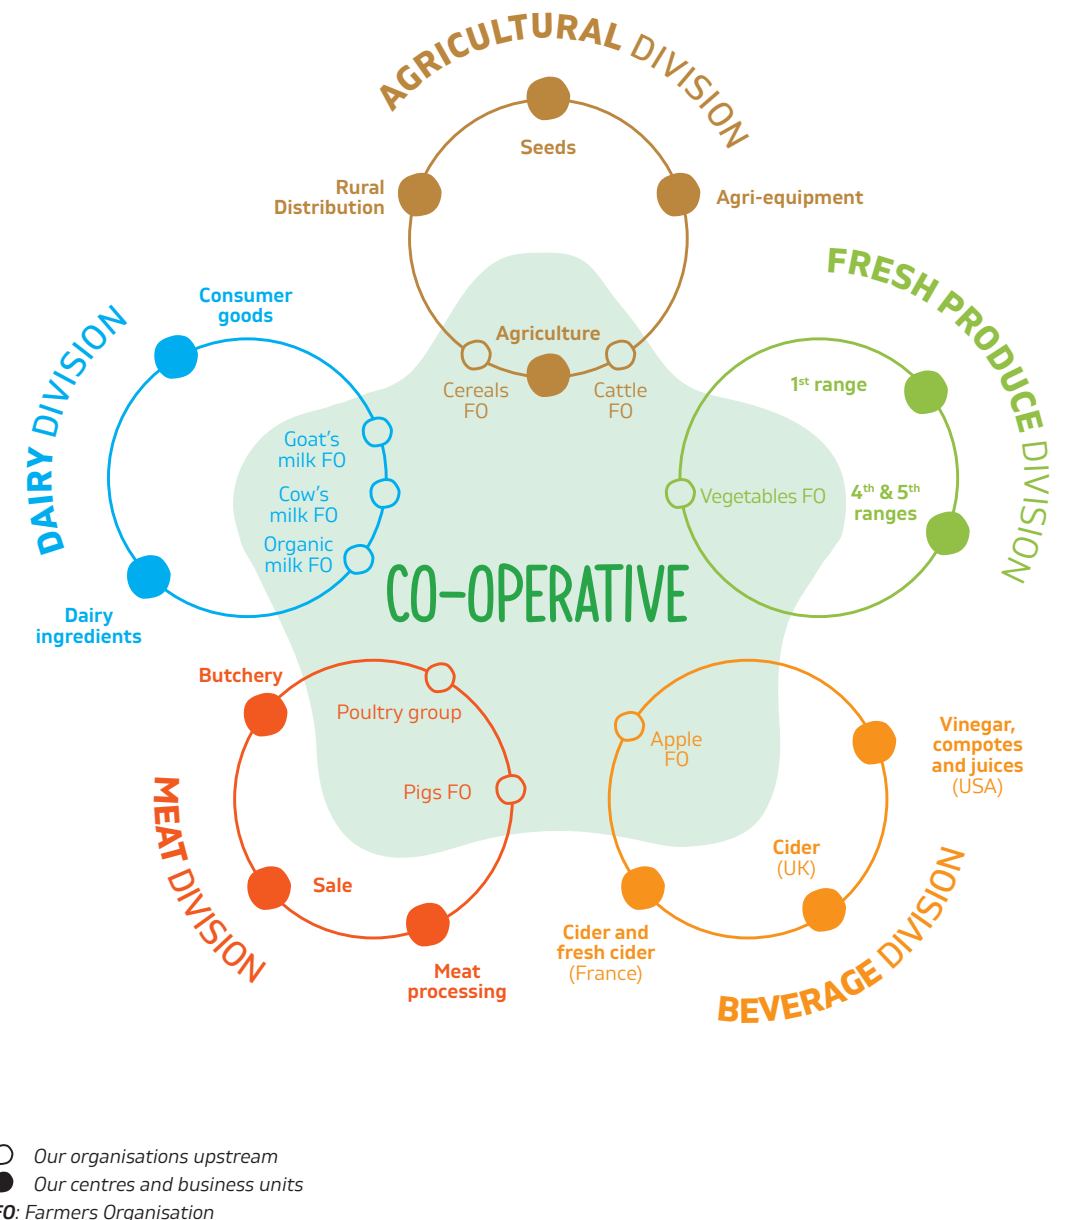 AGRICULTURAL DIVISION
Seeds
Rural
Distribution
Agri-equipment
Agriculture
Cereals
FO
Cattle
FO
FRESH PRODUCE DIVISION
1st range
Vegetables FO
4th & 5th
ranges
DAIRY DIVISION
Consumer
goods
Goat's
milk FO
Cow's
milk FO
Organic
milk FO
Dairy
ingredients
CO-OPERATIVE
MEAT DIVISION
Butchery
Poultry group
Pigs FO
Sale
Meat
processing
BEVERAGE DIVISION
Apple
FO
Vinegar,
compotes
and juices
(USA)
Cider
(UK)
Cider and
fresh cider
(France)
Our organisations upstream
Our centres and business units
FO: Farmers Organisation